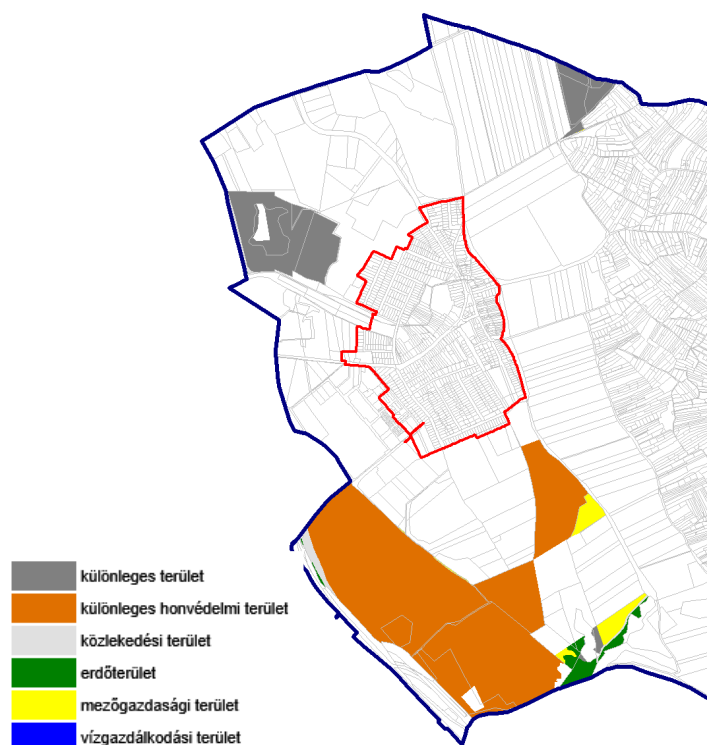 különleges terület
különleges honvédelmi terület
közlekedési terület
erdőterület
mezőgazdasági terület
vízgazdálkodási terület